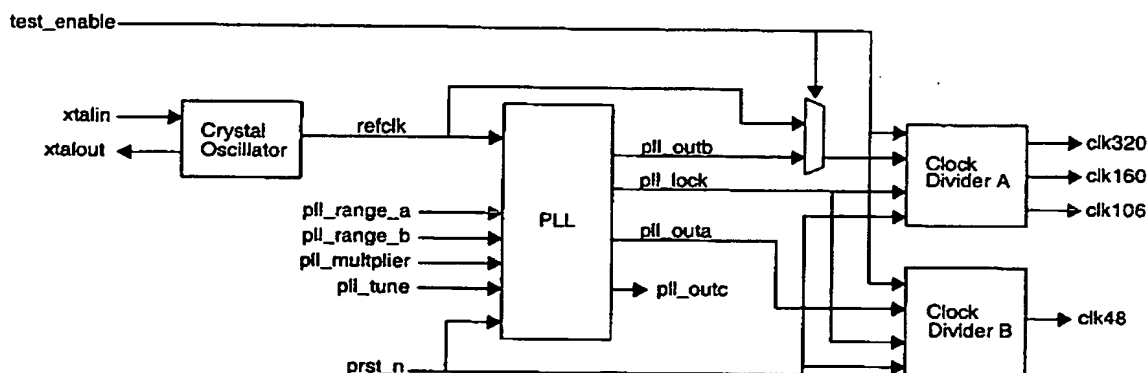 test_enable
xtalin
xtalout
Crystal
Oscillator
refclk
pll_range_a
pll_range_b
pll_multplier
pll_tune
prst_n
PLL
pll_outb
pll_lock
pll_outa
pll_outc
Clock
Divider A
clk320
clk160
clk106
Clock
Divider B
clk48